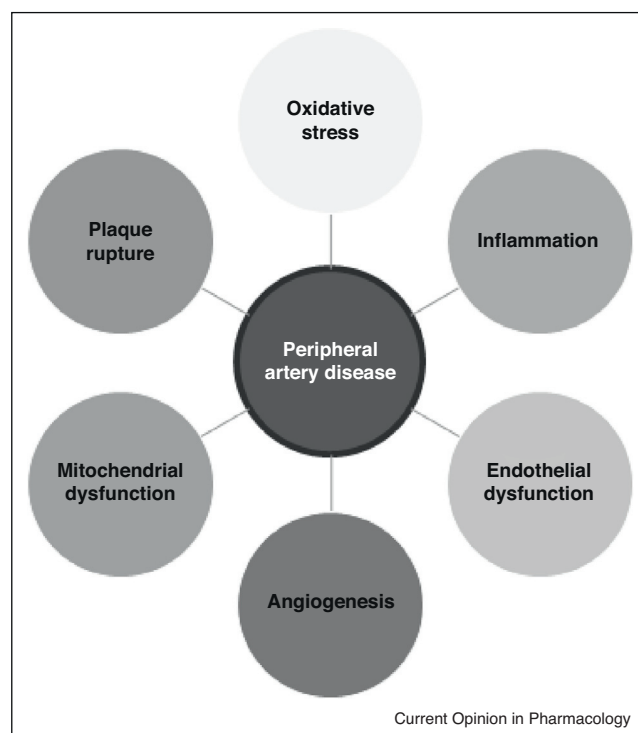 Oxidative
stress
Plaque
rupture
Inflammation
Peripheral
artery disease
Mitochendrial
dysfunction
Endothelial
dysfunction
Angiogenesis
Current Opinion in Pharmacology